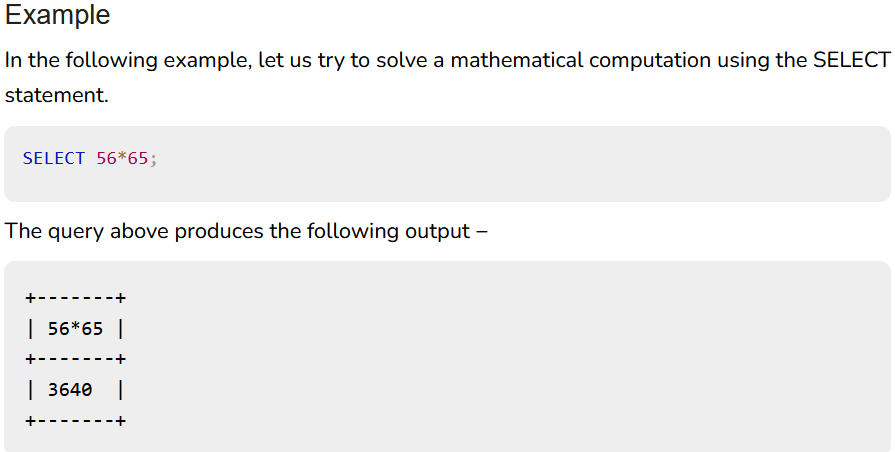 Example
In the following example, let us try to solve a mathematical computation using the SELECT
statement.
SELECT 56*65;
The query above produces the following output –
+-------+
| 56*65 |
+-------+
| 3640  |
+-------+